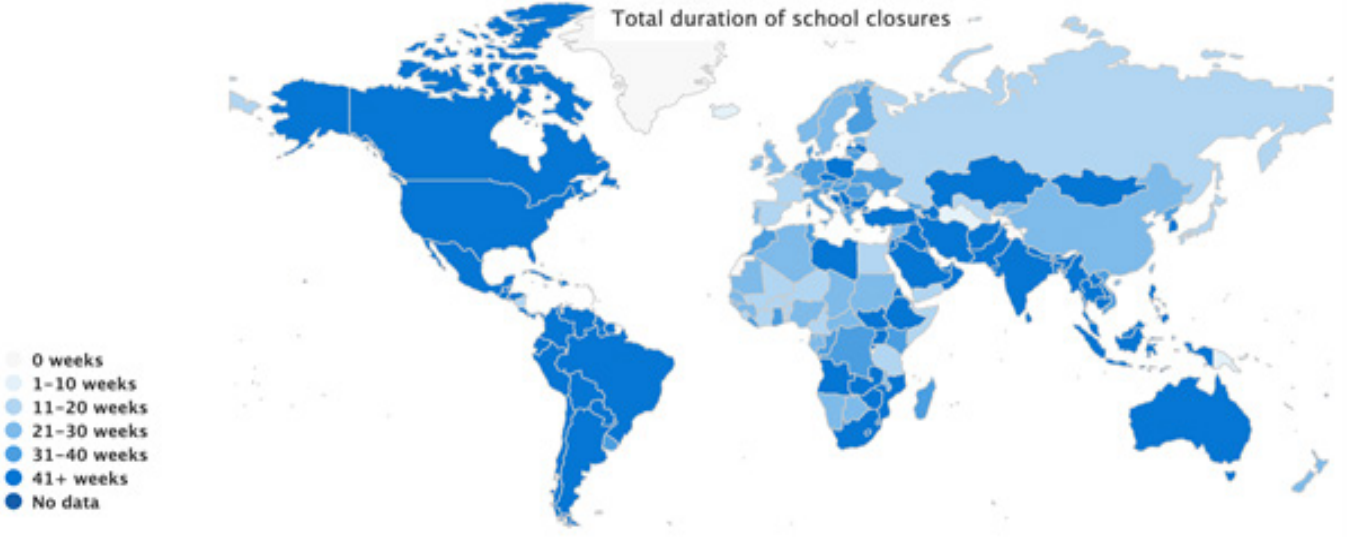 Total duration of school closures
0 weeks
1-10 weeks
11-20 weeks
21-30 weeks
31-40 weeks
41+ weeks
No data